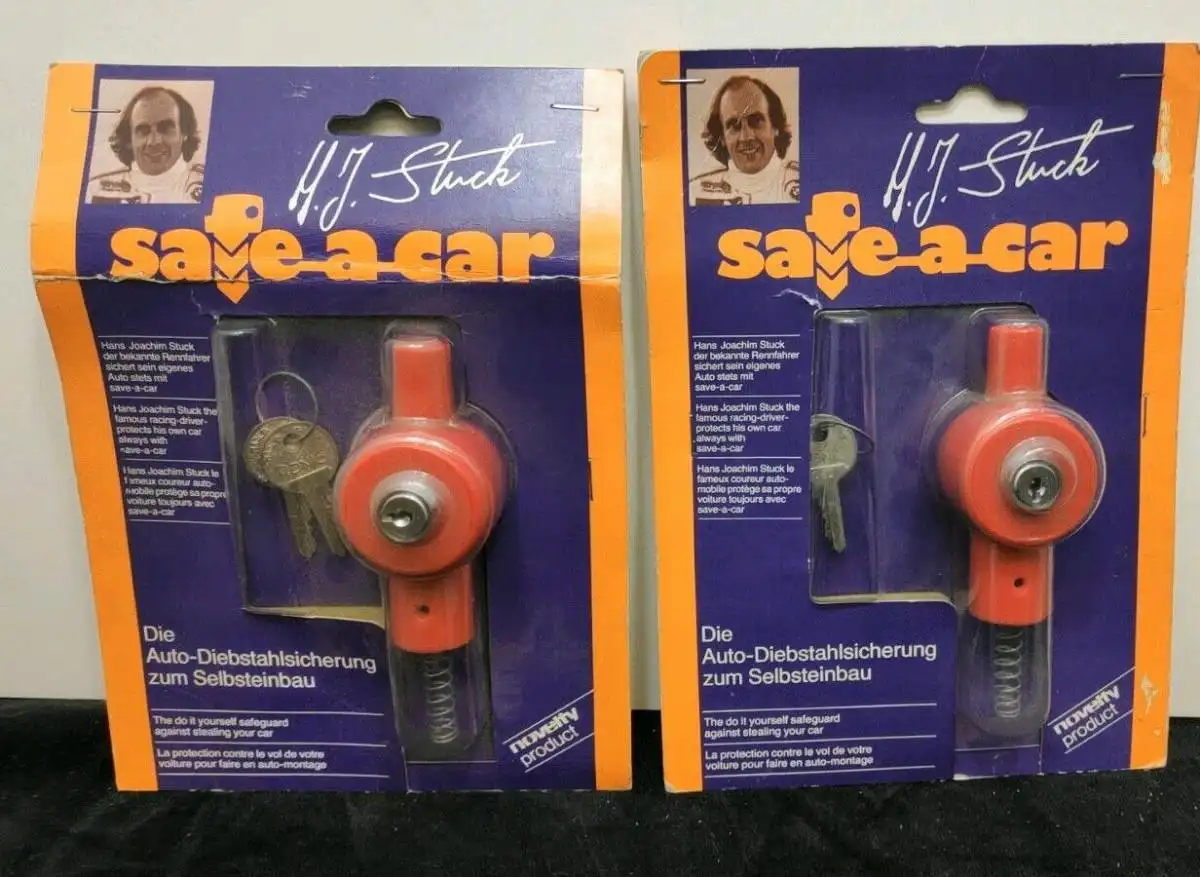 H.J. Stuck
save-a-car
Hans Joachim Stuck
der bekannte Rennfahrer
sichert sein eigenes
Auto stets mit
save-a-car
Hans Joachim Stuck the
famous racing-driver-
protects his own car
always with
save-a-car
Hans Joachim Stuck le
fameux coureur auto-
mobile protège sa propre
voiture toujours avec
save-a-car
Die
Auto-Diebstahlsicherung
zum Selbsteinbau
The do it yourself safeguard
against stealing your car
La protection contre le vol de votre
voiture pour faire en auto-montage
novelty
product
H.J. Stuck
save-a-car
Hans Joachim Stuck
der bekannte Rennfahrer
sichert sein eigenes
Auto stets mit
save-a-car
Hans Joachim Stuck the
famous racing-driver-
protects his own car
always with
save-a-car
Hans Joachim Stuck le
fameux coureur auto-
mobile protège sa propre
voiture toujours avec
save-a-car
Die
Auto-Diebstahlsicherung
zum Selbsteinbau
The do it yourself safeguard
against stealing your car
La protection contre le vol de votre
voiture pour faire en auto-montage
novelty
product